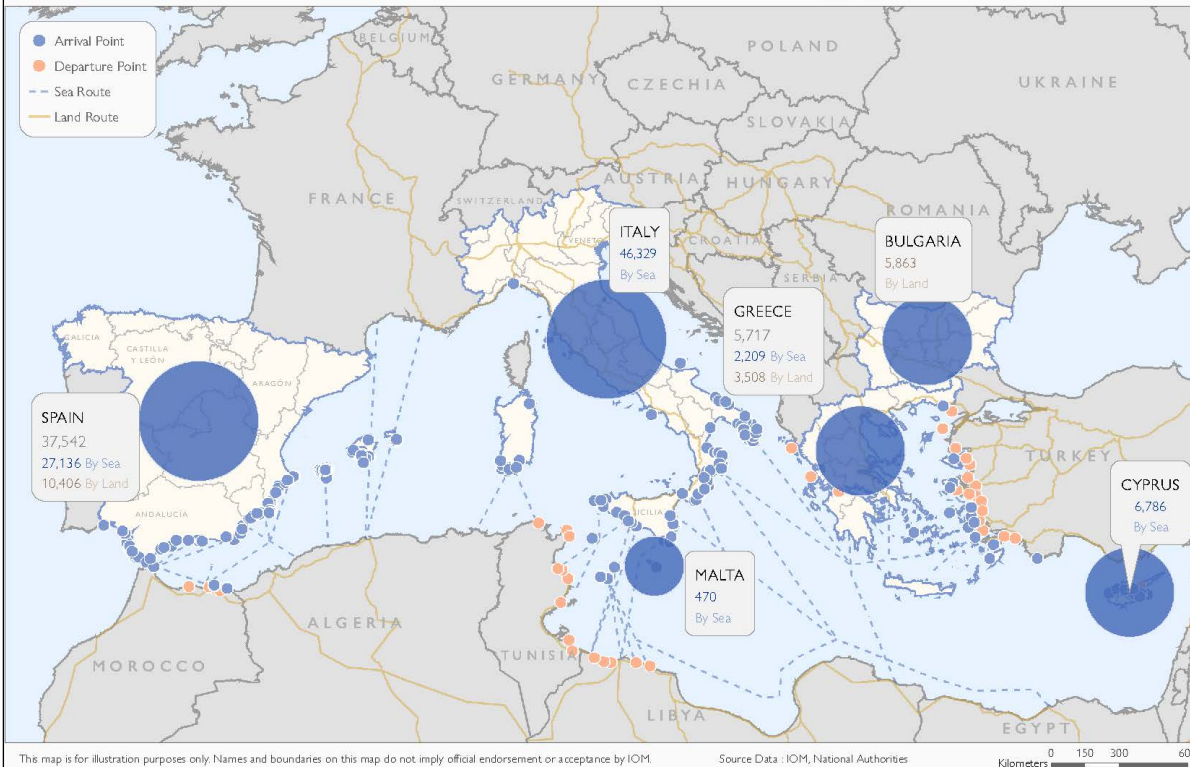 Arrival Point
Departure Point
Sea Route
Land Route
BELGIUM
GERMANY
POLAND
CZECHIA
UKRAINE
SLOVAKIA
FRANCE
SWITZERLAND
AUSTRIA
HUNGARY
ROMANIA
CROATIA
SERBIA
ITALY
46,329
By Sea
BULGARIA
5,863
By Land
GREECE
5,717
2,209 By Sea
3,508 By Land
GALICIA
CASTILLA
Y LEÓN
ARAGÓN
SPAIN
37,542
27,136 By Sea
10,406 By Land
ANDALUCÍA
SICILIA
TURKEY
CYPRUS
6,786
By Sea
MALTA
470
By Sea
MOROCCO
ALGERIA
TUNISIA
LIBYA
EGYPT
This map is for illustration purposes only. Names and boundaries on this map do not imply official endorsement or acceptance by IOM.
Source Data : IOM, National Authorities
Kilometers
0 150 300 60